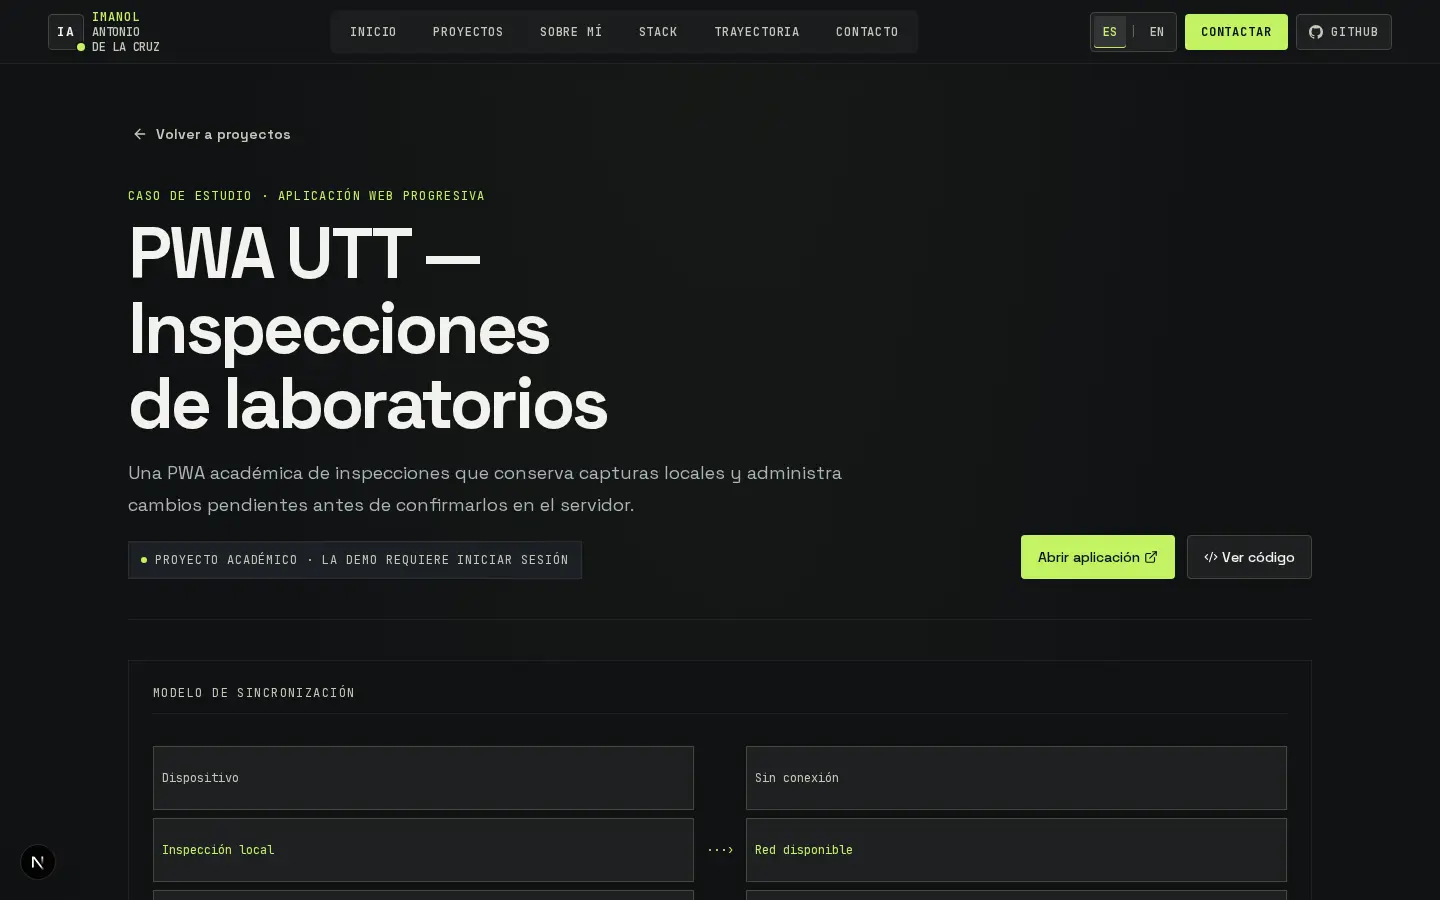 IA
IMANOL
ANTONIO
DE LA CRUZ
INICIO
PROYECTOS
SOBRE MÍ
STACK
TRAYECTORIA
CONTACTO
ES | EN
CONTACTAR
GITHUB
← Volver a proyectos
CASO DE ESTUDIO · APLICACIÓN WEB PROGRESIVA
PWA UTT —
Inspecciones
de laboratorios
Una PWA académica de inspecciones que conserva capturas locales y administra
cambios pendientes antes de confirmarlos en el servidor.
PROYECTO ACADÉMICO · LA DEMO REQUIERE INICIAR SESIÓN
Abrir aplicación
</> Ver código
MODELO DE SINCRONIZACIÓN
Dispositivo
Sin conexión
Inspección local
···›
Red disponible
N